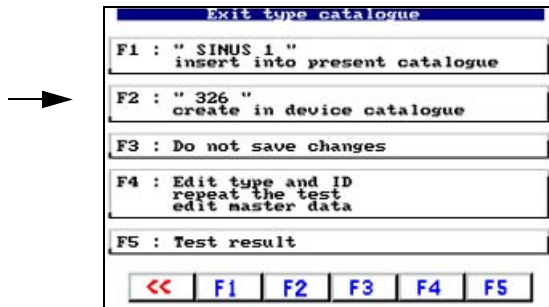 Exit type catalogue
F1 : " SINUS 1 "
insert into present catalogue
F2 : " 326 "
create in device catalogue
F3 : Do not save changes
F4 : Edit type and ID
repeat the test
edit master data
F5 : Test result
<< F1 F2 F3 F4 F5